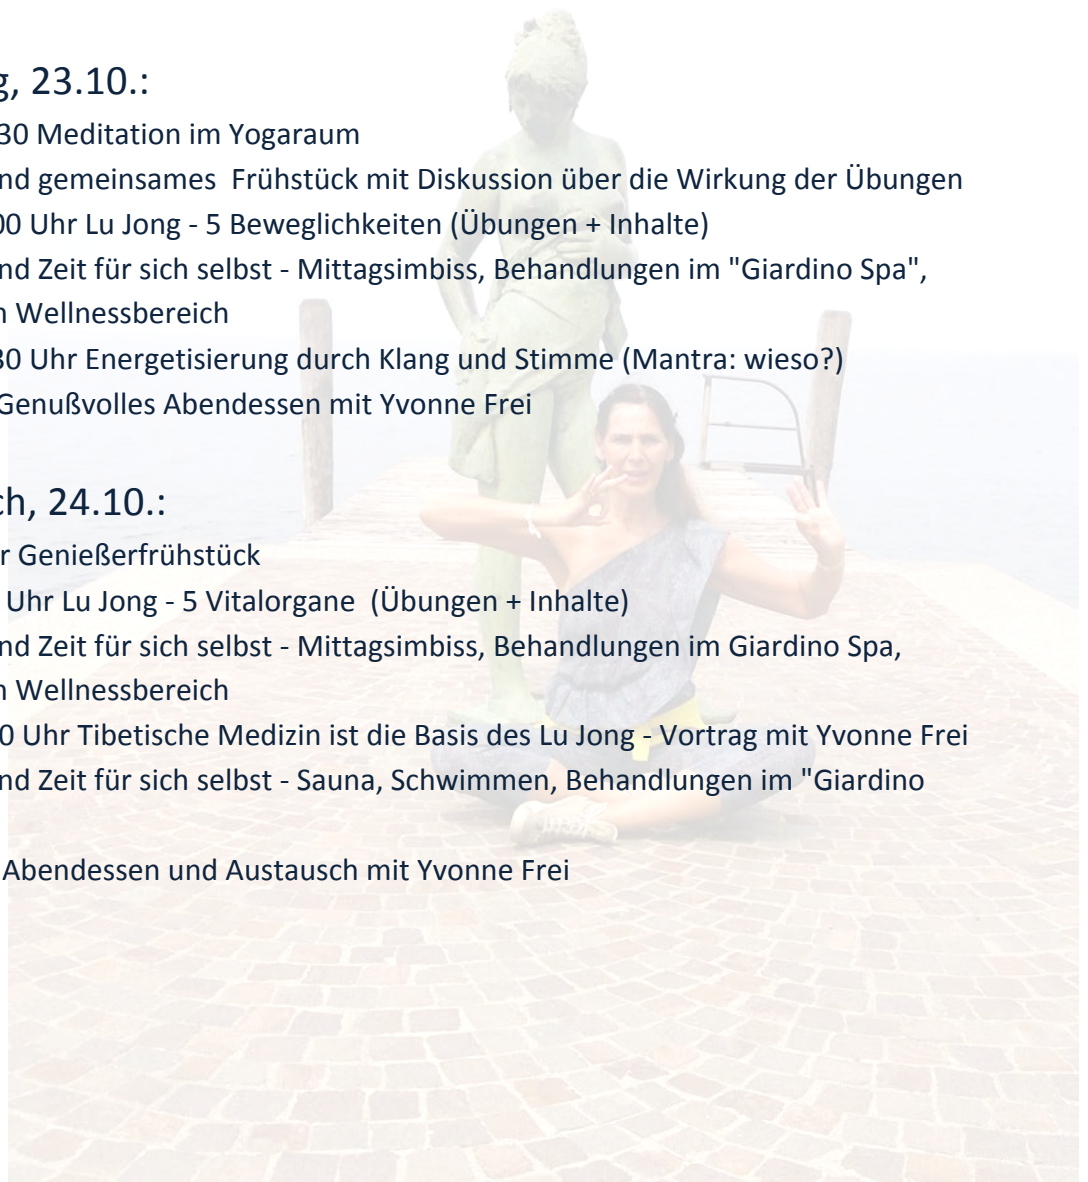 g, 23.10.:
30 Meditation im Yogaraum
nd gemeinsames  Frühstück mit Diskussion über die Wirkung der Übungen
00 Uhr Lu Jong - 5 Beweglichkeiten (Übungen + Inhalte)
nd Zeit für sich selbst - Mittagsimbiss, Behandlungen im "Giardino Spa",
n Wellnessbereich
30 Uhr Energetisierung durch Klang und Stimme (Mantra: wieso?)
Genußvolles Abendessen mit Yvonne Frei
ch, 24.10.:
r Genießerfrühstück
Uhr Lu Jong - 5 Vitalorgane  (Übungen + Inhalte)
nd Zeit für sich selbst - Mittagsimbiss, Behandlungen im Giardino Spa,
n Wellnessbereich
0 Uhr Tibetische Medizin ist die Basis des Lu Jong - Vortrag mit Yvonne Frei
nd Zeit für sich selbst - Sauna, Schwimmen, Behandlungen im "Giardino
Abendessen und Austausch mit Yvonne Frei